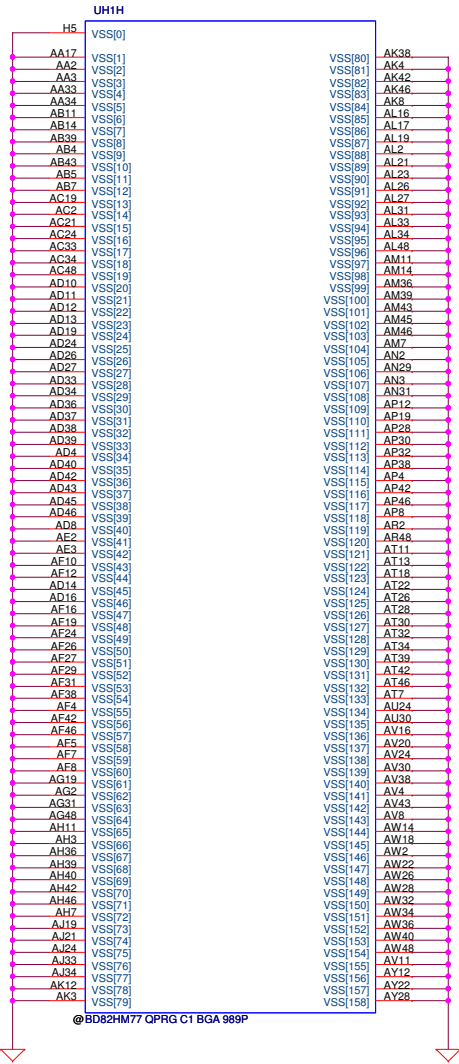 UH1H
H5 VSS[0]
AA17 VSS[1] VSS[80] AK38
AA2 VSS[2] VSS[81] AK4
AA3 VSS[3] VSS[82] AK42
AA33 VSS[4] VSS[83] AK46
AA34 VSS[5] VSS[84] AK8
AB11 VSS[6] VSS[85] AL16
AB14 VSS[7] VSS[86] AL17
AB39 VSS[8] VSS[87] AL19
AB4 VSS[9] VSS[88] AL2
AB43 VSS[10] VSS[89] AL21
AB5 VSS[11] VSS[90] AL23
AB7 VSS[12] VSS[91] AL26
AC19 VSS[13] VSS[92] AL27
AC2 VSS[14] VSS[93] AL31
AC21 VSS[15] VSS[94] AL33
AC24 VSS[16] VSS[95] AL34
AC33 VSS[17] VSS[96] AL48
AC34 VSS[18] VSS[97] AM11
AC48 VSS[19] VSS[98] AM14
AD10 VSS[20] VSS[99] AM36
AD11 VSS[21] VSS[100] AM39
AD12 VSS[22] VSS[101] AM43
AD13 VSS[23] VSS[102] AM45
AD19 VSS[24] VSS[103] AM46
AD24 VSS[25] VSS[104] AM7
AD26 VSS[26] VSS[105] AN2
AD27 VSS[27] VSS[106] AN29
AD33 VSS[28] VSS[107] AN3
AD34 VSS[29] VSS[108] AN31
AD36 VSS[30] VSS[109] AP12
AD37 VSS[31] VSS[110] AP19
AD38 VSS[32] VSS[111] AP28
AD39 VSS[33] VSS[112] AP30
AD4 VSS[34] VSS[113] AP32
AD40 VSS[35] VSS[114] AP38
AD42 VSS[36] VSS[115] AP4
AD43 VSS[37] VSS[116] AP42
AD45 VSS[38] VSS[117] AP46
AD46 VSS[39] VSS[118] AP8
AD8 VSS[40] VSS[119] AR2
AE2 VSS[41] VSS[120] AR48
AE3 VSS[42] VSS[121] AT11
AF10 VSS[43] VSS[122] AT13
AF12 VSS[44] VSS[123] AT18
AD14 VSS[45] VSS[124] AT22
AD16 VSS[46] VSS[125] AT26
AF16 VSS[47] VSS[126] AT28
AF19 VSS[48] VSS[127] AT30
AF24 VSS[49] VSS[128] AT32
AF26 VSS[50] VSS[129] AT34
AF27 VSS[51] VSS[130] AT39
AF29 VSS[52] VSS[131] AT42
AF31 VSS[53] VSS[132] AT46
AF38 VSS[54] VSS[133] AT7
AF4 VSS[55] VSS[134] AU24
AF42 VSS[56] VSS[135] AU30
AF46 VSS[57] VSS[136] AV16
AF5 VSS[58] VSS[137] AV20
AF7 VSS[59] VSS[138] AV24
AF8 VSS[60] VSS[139] AV30
AG19 VSS[61] VSS[140] AV38
AG2 VSS[62] VSS[141] AV4
AG31 VSS[63] VSS[142] AV43
AG48 VSS[64] VSS[143] AV8
AH11 VSS[65] VSS[144] AW14
AH3 VSS[66] VSS[145] AW18
AH36 VSS[67] VSS[146] AW2
AH39 VSS[68] VSS[147] AW22
AH40 VSS[69] VSS[148] AW26
AH42 VSS[70] VSS[149] AW28
AH46 VSS[71] VSS[150] AW32
AH7 VSS[72] VSS[151] AW34
AJ19 VSS[73] VSS[152] AW36
AJ21 VSS[74] VSS[153] AW40
AJ24 VSS[75] VSS[154] AW48
AJ33 VSS[76] VSS[155] AV11
AJ34 VSS[77] VSS[156] AY12
AK12 VSS[78] VSS[157] AY22
AK3 VSS[79] VSS[158] AY28
@BD82HM77 QPRG C1 BGA 989P